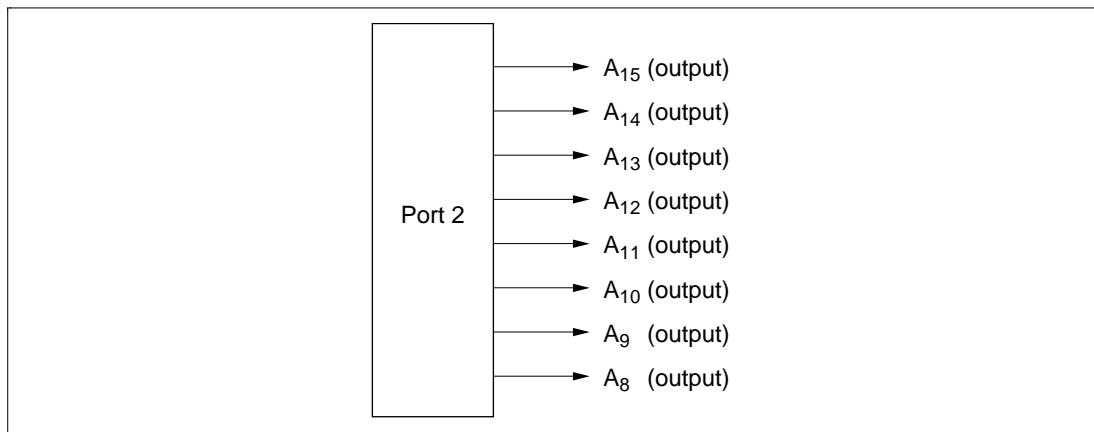 A15 (output)
A14 (output)
A13 (output)
A12 (output)
Port 2
A11 (output)
A10 (output)
A9 (output)
A8 (output)